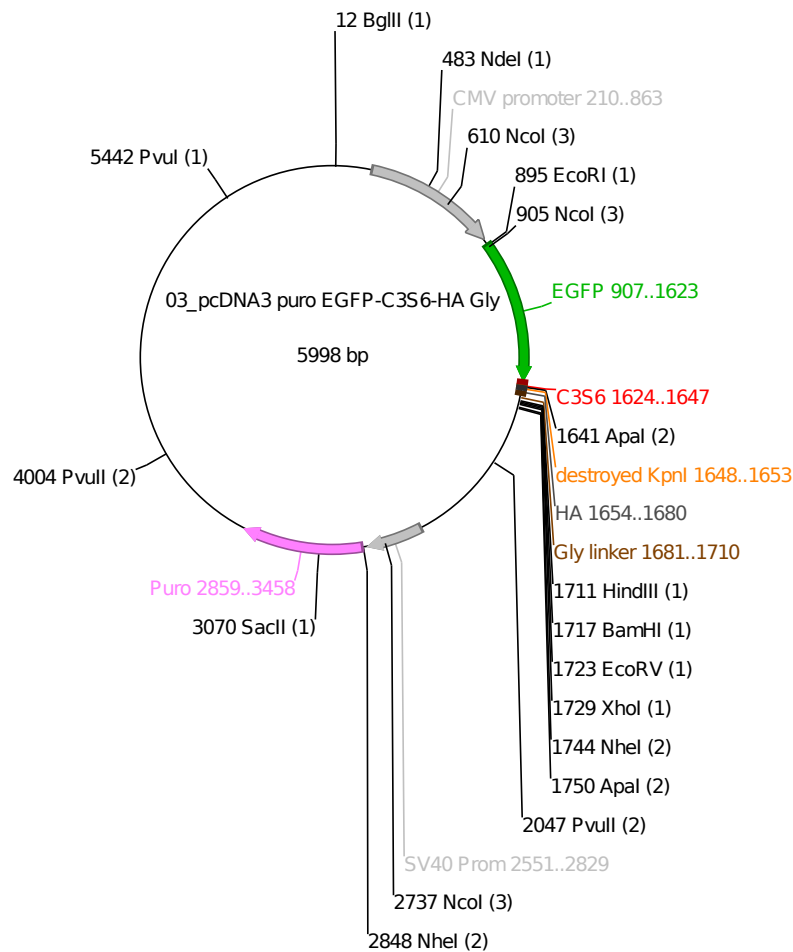 12 BglII (1)
483 NdeI (1)
CMV promoter 210..863
610 NcoI (3)
5442 PvuI (1)
895 EcoRI (1)
905 NcoI (3)
03_pcDNA3 puro EGFP-C3S6-HA Gly
EGFP 907..1623
5998 bp
C3S6 1624..1647
1641 ApaI (2)
4004 PvuII (2)
destroyed KpnI 1648..1653
HA 1654..1680
Gly linker 1681..1710
Puro 2859..3458
1711 HindIII (1)
3070 SacII (1)
1717 BamHI (1)
1723 EcoRV (1)
1729 XhoI (1)
1744 NheI (2)
1750 ApaI (2)
2047 PvuII (2)
SV40 Prom 2551..2829
2737 NcoI (3)
2848 NheI (2)